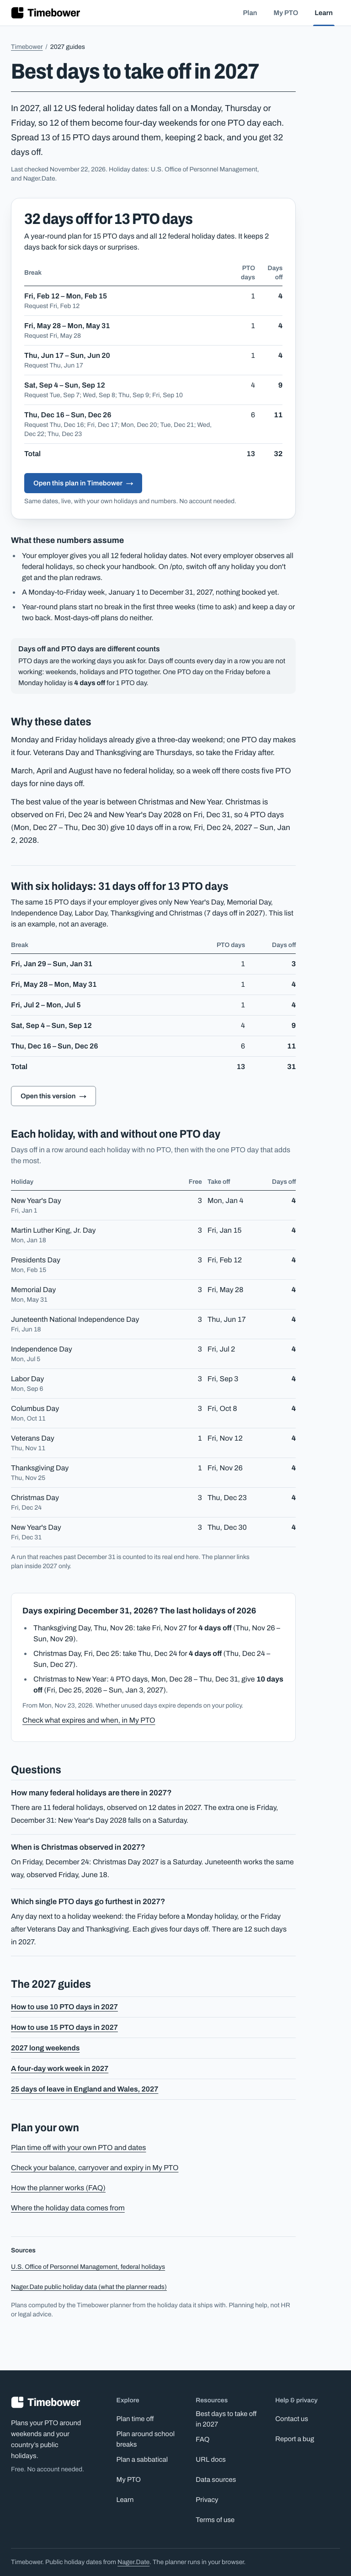 Timebower
Plan My PTO Learn
Timebower / 2027 guides
Best days to take off in 2027
In 2027, all 12 US federal holiday dates fall on a Monday, Thursday or
Friday, so 12 of them become four-day weekends for one PTO day each.
Spread 13 of 15 PTO days around them, keeping 2 back, and you get 32
days off.
Last checked November 22, 2026. Holiday dates: U.S. Office of Personnel Management,
and Nager.Date.
32 days off for 13 PTO days
A year-round plan for 15 PTO days and all 12 federal holiday dates. It keeps 2
days back for sick days or surprises.
Break PTO days Days off
Fri, Feb 12 – Mon, Feb 15 1 4
Request Fri, Feb 12
Fri, May 28 – Mon, May 31 1 4
Request Fri, May 28
Thu, Jun 17 – Sun, Jun 20 1 4
Request Thu, Jun 17
Sat, Sep 4 – Sun, Sep 12 4 9
Request Tue, Sep 7; Wed, Sep 8; Thu, Sep 9; Fri, Sep 10
Thu, Dec 16 – Sun, Dec 26 6 11
Request Thu, Dec 16; Fri, Dec 17; Mon, Dec 20; Tue, Dec 21; Wed,
Dec 22; Thu, Dec 23
Total 13 32
Open this plan in Timebower →
Same dates, live, with your own holidays and numbers. No account needed.
What these numbers assume
• Your employer gives you all 12 federal holiday dates. Not every employer observes all
federal holidays, so check your handbook. On /pto, switch off any holiday you don't
get and the plan redraws.
• A Monday-to-Friday week, January 1 to December 31, 2027, nothing booked yet.
• Year-round plans start no break in the first three weeks (time to ask) and keep a day or
two back. Most-days-off plans do neither.
Days off and PTO days are different counts
PTO days are the working days you ask for. Days off counts every day in a row you are not
working: weekends, holidays and PTO together. One PTO day on the Friday before a
Monday holiday is 4 days off for 1 PTO day.
Why these dates
Monday and Friday holidays already give a three-day weekend; one PTO day makes
it four. Veterans Day and Thanksgiving are Thursdays, so take the Friday after.
March, April and August have no federal holiday, so a week off there costs five PTO
days for nine days off.
The best value of the year is between Christmas and New Year. Christmas is
observed on Fri, Dec 24 and New Year's Day 2028 on Fri, Dec 31, so 4 PTO days
(Mon, Dec 27 – Thu, Dec 30) give 10 days off in a row, Fri, Dec 24, 2027 – Sun, Jan
2, 2028.
With six holidays: 31 days off for 13 PTO days
The same 15 PTO days if your employer gives only New Year's Day, Memorial Day,
Independence Day, Labor Day, Thanksgiving and Christmas (7 days off in 2027). This list
is an example, not an average.
Break PTO days Days off
Fri, Jan 29 – Sun, Jan 31 1 3
Fri, May 28 – Mon, May 31 1 4
Fri, Jul 2 – Mon, Jul 5 1 4
Sat, Sep 4 – Sun, Sep 12 4 9
Thu, Dec 16 – Sun, Dec 26 6 11
Total 13 31
Open this version →
Each holiday, with and without one PTO day
Days off in a row around each holiday with no PTO, then with the one PTO day that adds
the most.
Holiday Free Take off Days off
New Year's Day 3 Mon, Jan 4 4
Fri, Jan 1
Martin Luther King, Jr. Day 3 Fri, Jan 15 4
Mon, Jan 18
Presidents Day 3 Fri, Feb 12 4
Mon, Feb 15
Memorial Day 3 Fri, May 28 4
Mon, May 31
Juneteenth National Independence Day 3 Thu, Jun 17 4
Fri, Jun 18
Independence Day 3 Fri, Jul 2 4
Mon, Jul 5
Labor Day 3 Fri, Sep 3 4
Mon, Sep 6
Columbus Day 3 Fri, Oct 8 4
Mon, Oct 11
Veterans Day 1 Fri, Nov 12 4
Thu, Nov 11
Thanksgiving Day 1 Fri, Nov 26 4
Thu, Nov 25
Christmas Day 3 Thu, Dec 23 4
Fri, Dec 24
New Year's Day 3 Thu, Dec 30 4
Fri, Dec 31
A run that reaches past December 31 is counted to its real end here. The planner links
plan inside 2027 only.
Days expiring December 31, 2026? The last holidays of 2026
• Thanksgiving Day, Thu, Nov 26: take Fri, Nov 27 for 4 days off (Thu, Nov 26 –
Sun, Nov 29).
• Christmas Day, Fri, Dec 25: take Thu, Dec 24 for 4 days off (Thu, Dec 24 –
Sun, Dec 27).
• Christmas to New Year: 4 PTO days, Mon, Dec 28 – Thu, Dec 31, give 10 days
off (Fri, Dec 25, 2026 – Sun, Jan 3, 2027).
From Mon, Nov 23, 2026. Whether unused days expire depends on your policy.
Check what expires and when, in My PTO
Questions
How many federal holidays are there in 2027?
There are 11 federal holidays, observed on 12 dates in 2027. The extra one is Friday,
December 31: New Year's Day 2028 falls on a Saturday.
When is Christmas observed in 2027?
On Friday, December 24: Christmas Day 2027 is a Saturday. Juneteenth works the same
way, observed Friday, June 18.
Which single PTO days go furthest in 2027?
Any day next to a holiday weekend: the Friday before a Monday holiday, or the Friday
after Veterans Day and Thanksgiving. Each gives four days off. There are 12 such days
in 2027.
The 2027 guides
How to use 10 PTO days in 2027
How to use 15 PTO days in 2027
2027 long weekends
A four-day work week in 2027
25 days of leave in England and Wales, 2027
Plan your own
Plan time off with your own PTO and dates
Check your balance, carryover and expiry in My PTO
How the planner works (FAQ)
Where the holiday data comes from
Sources
U.S. Office of Personnel Management, federal holidays
Nager.Date public holiday data (what the planner reads)
Plans computed by the Timebower planner from the holiday data it ships with. Planning help, not HR
or legal advice.
Timebower
Plans your PTO around
weekends and your
country's public
holidays.
Free. No account needed.
Explore
Plan time off
Plan around school
breaks
Plan a sabbatical
My PTO
Learn
Resources
Best days to take off
in 2027
FAQ
URL docs
Data sources
Privacy
Terms of use
Help & privacy
Contact us
Report a bug
Timebower. Public holiday dates from Nager.Date. The planner runs in your browser.